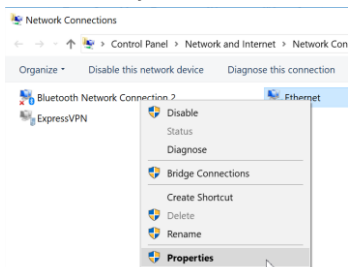 Network Connections
Control Panel > Network and Internet > Network Con
Organize Disable this network device Diagnose this connection
Bluetooth Network Connection 2 Ethernet
ExpressVPN
Disable
Status
Diagnose
Bridge Connections
Create Shortcut
Delete
Rename
Properties